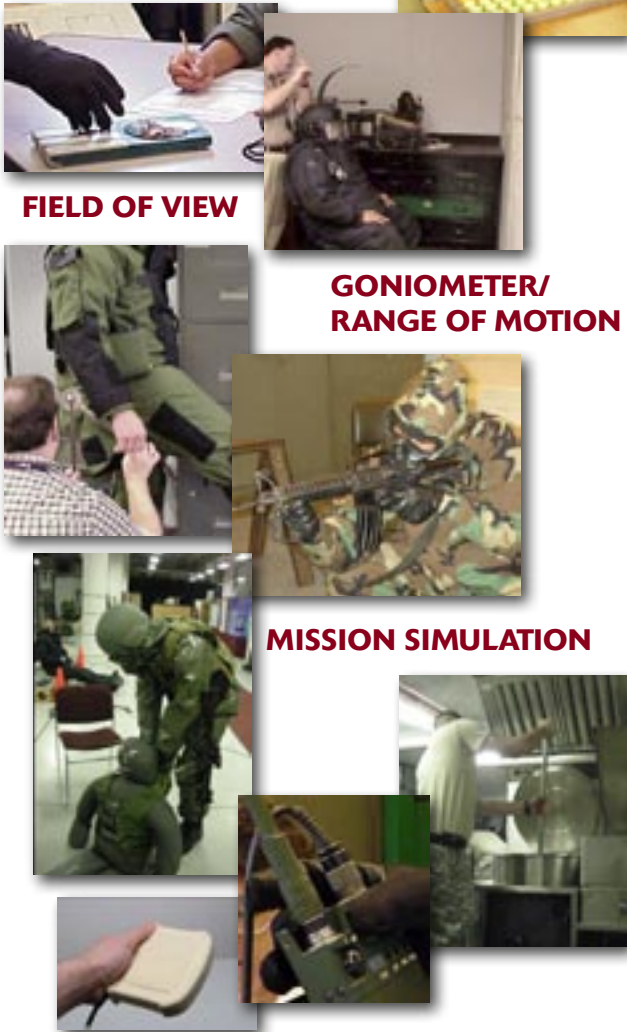 FIELD OF VIEW
GONIOMETER/
RANGE OF MOTION
MISSION SIMULATION